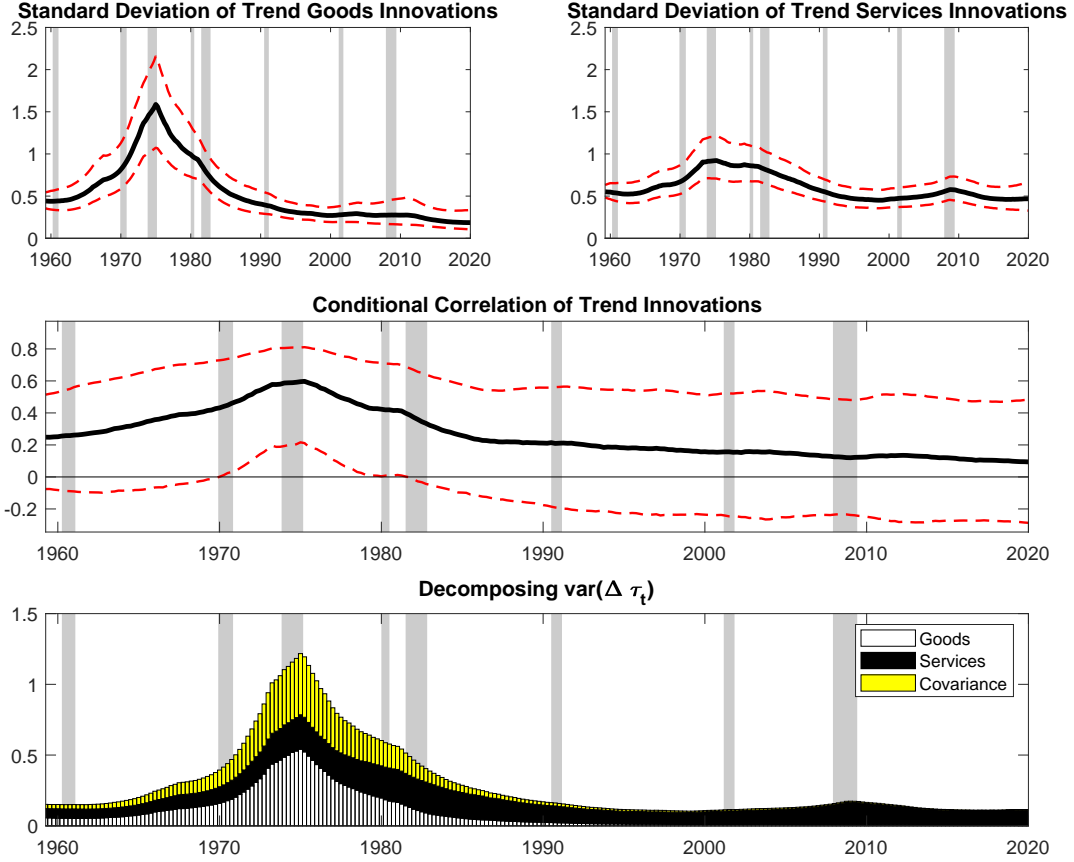 Standard Deviation of Trend Goods Innovations
2.5
2
1.5
1
0.5
0
1960 1970 1980 1990 2000 2010 2020
Standard Deviation of Trend Services Innovations
2.5
2
1.5
1
0.5
0
1960 1970 1980 1990 2000 2010 2020
Conditional Correlation of Trend Innovations
0.8
0.6
0.4
0.2
0
-0.2
1960 1970 1980 1990 2000 2010 2020
Decomposing var(Δ τt)
1.5
1
0.5
0
Goods
Services
Covariance
1960 1970 1980 1990 2000 2010 2020